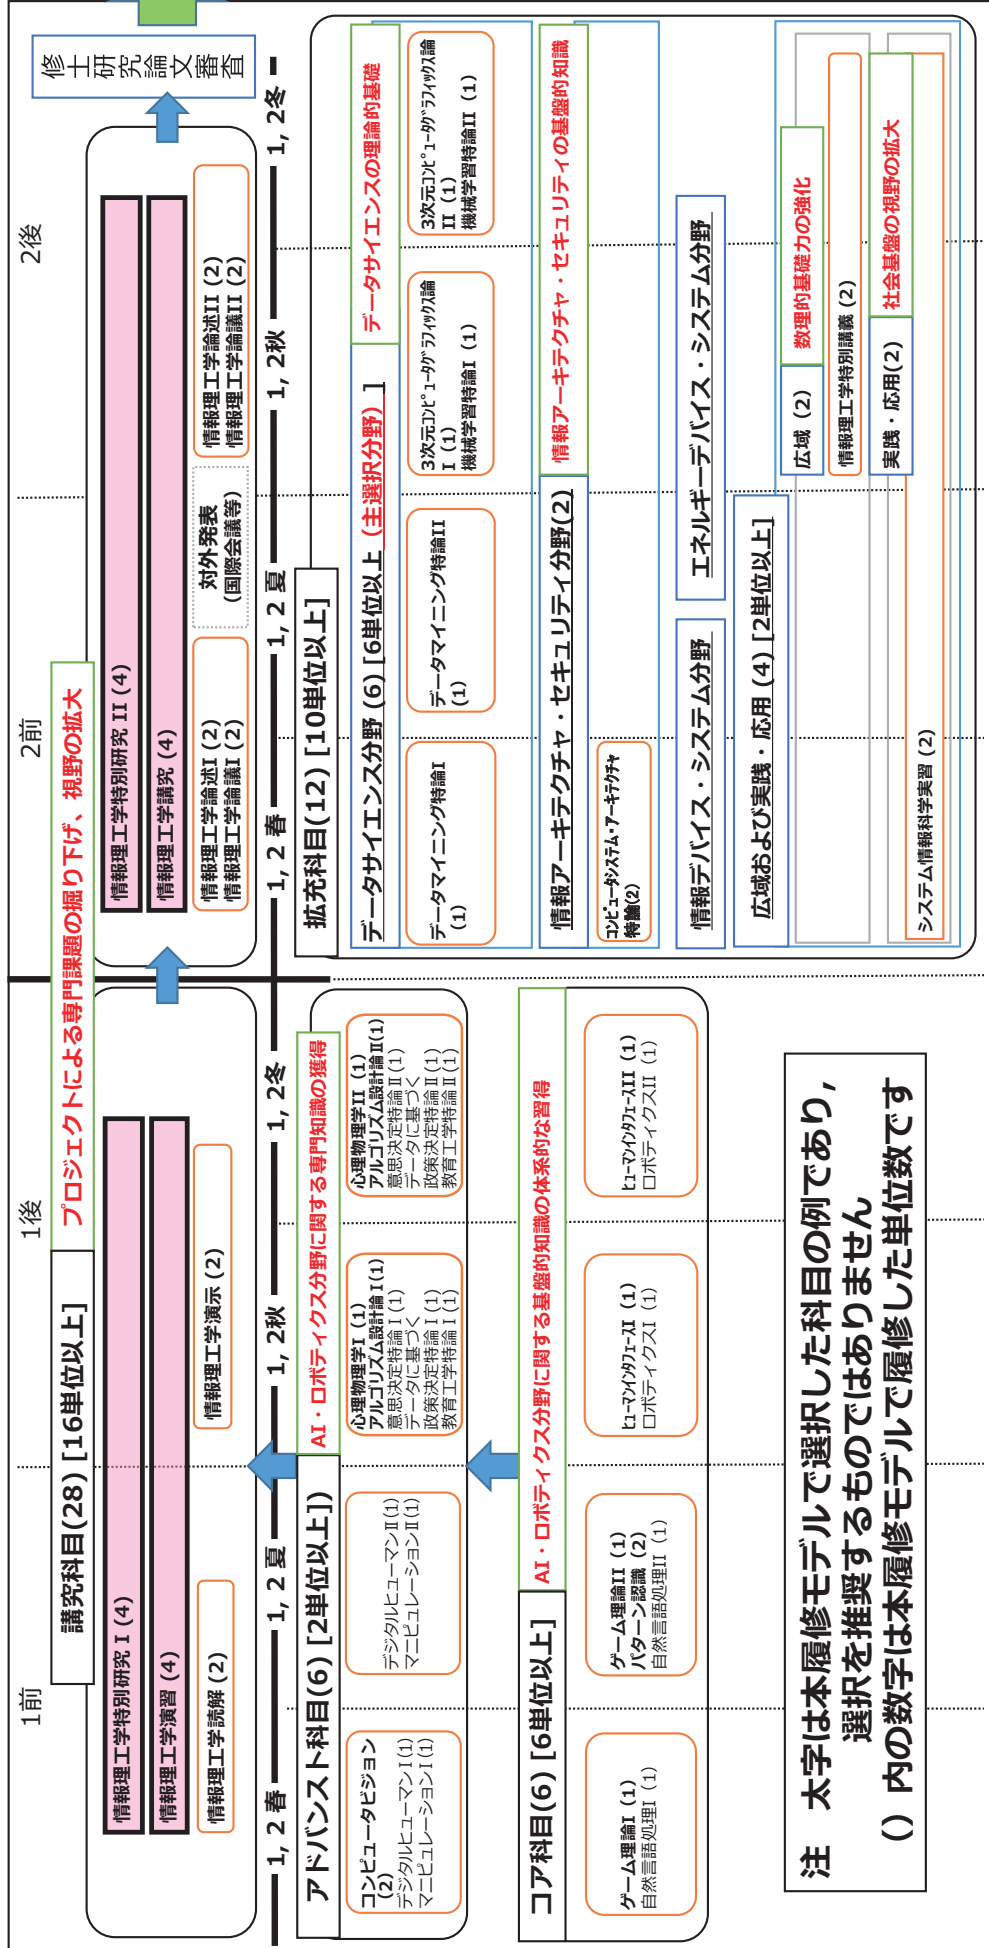 1前
1後
2前
2後
講究科目(28) [16単位以上]
プロジェクトによる専門課題の掘り下げ、視野の拡大
情報理工学特別研究 I (4)
情報理工学演習 (4)
情報理工学読解 (2)
情報理工学演示 (2)
情報理工学特別研究 II (4)
情報理工学講究 (4)
情報理工学論述I (2)
情報理工学論議I (2)
対外発表
(国際会議等)
情報理工学論述II (2)
情報理工学論議II (2)
修士研究論文審査
1, 2 春
1, 2 夏
1, 2秋
1, 2冬
1, 2 春
1, 2 夏
1, 2秋
1, 2冬
アドバンスト科目(6) [2単位以上])
AI・ロボティクス分野に関する専門知識の獲得
コンピュータビジョン
(2)
デジタルヒューマンⅠ(1)
マニピュレーションⅠ(1)
デジタルヒューマンⅡ(1)
マニピュレーションⅡ(1)
心理物理学I (1)
アルゴリズム設計論Ⅰ(1)
意思決定特論Ⅰ(1)
データに基づく
政策決定特論Ⅰ(1)
教育工学特論Ⅰ(1)
心理物理学II (1)
アルゴリズム設計論Ⅱ(1)
意思決定特論Ⅱ(1)
データに基づく
政策決定特論Ⅱ(1)
教育工学特論Ⅱ(1)
コア科目(6) [6単位以上]
AI・ロボティクス分野に関する基盤的知識の体系的な習得
ゲーム理論I (1)
自然言語処理I (1)
ゲーム理論II (1)
パターン認識 (2)
自然言語処理II (1)
ﾋｭｰﾏﾝｲﾝﾀﾌｪｰｽI (1)
ロボティクスI (1)
ﾋｭｰﾏﾝｲﾝﾀﾌｪｰｽII (1)
ロボティクスII (1)
拡充科目(12) [10単位以上]
データサイエンス分野 (6) [6単位以上 (主選択分野) ]
データサイエンスの理論的基礎
データマイニング特論I
(1)
データマイニング特論II
(1)
3次元ｺﾝﾋﾟｭｰﾀｸﾞﾗﾌｨｯｸｽ論
I (1)
機械学習特論I (1)
3次元ｺﾝﾋﾟｭｰﾀｸﾞﾗﾌｨｯｸｽ論
II (1)
機械学習特論II (1)
情報アーキテクチャ・セキュリティ分野(2)
情報アーキテクチャ・セキュリティの基盤的知識
ｺﾝﾋﾟｭｰﾀｼｽﾃﾑ･ｱｰｷﾃｸﾁｬ
特論(2)
情報デバイス・システム分野
エネルギーデバイス・システム分野
広域および実践・応用 (4) [2単位以上]
広域 (2)
数理的基礎力の強化
情報理工学特別講義 (2)
実践・応用(2)
社会基盤の視野の拡大
システム情報科学実習 (2)
注 太字は本履修モデルで選択した科目の例であり,
選択を推奨するものではありません
() 内の数字は本履修モデルで履修した単位数です